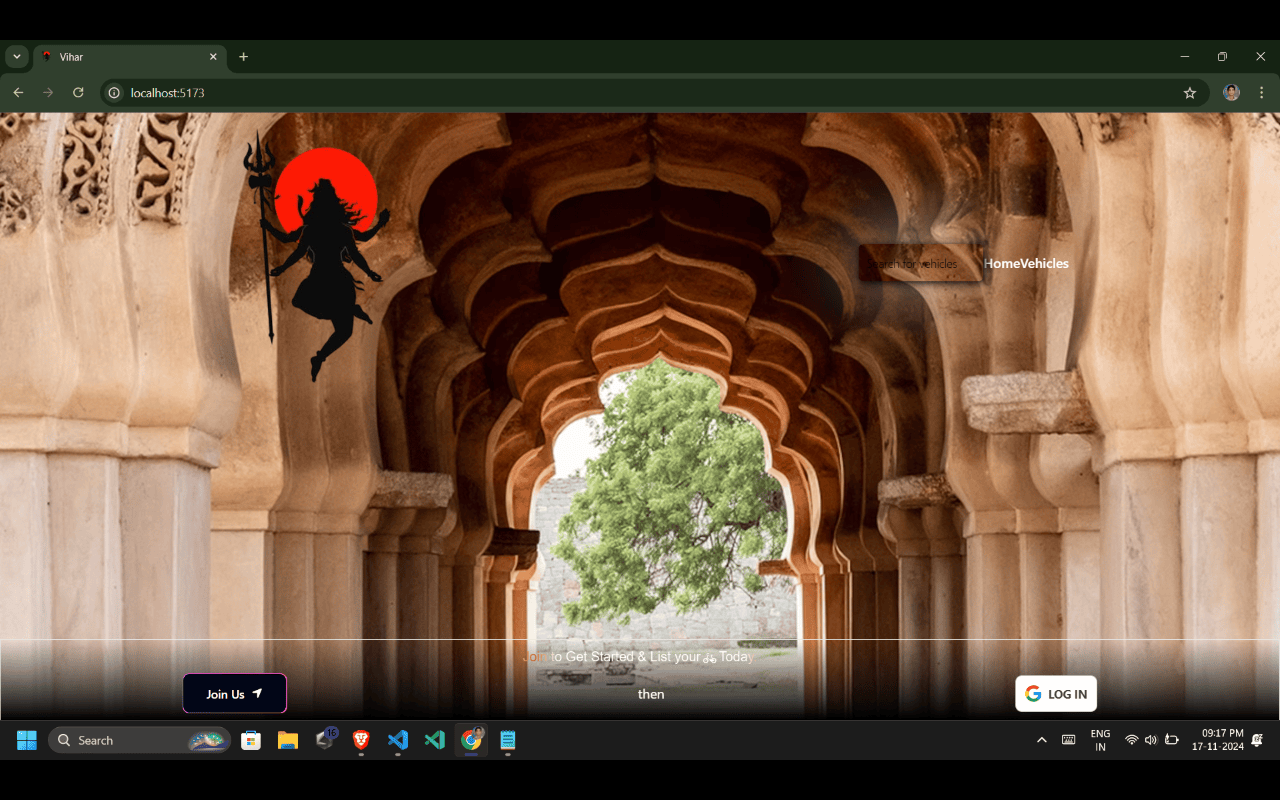 Vihar
localhost:5173
Search for vehicles
HomeVehicles
Join to Get Started & List your Today
Join Us
then
LOG IN
Search
16
ENG
IN
09:17 PM
17-11-2024